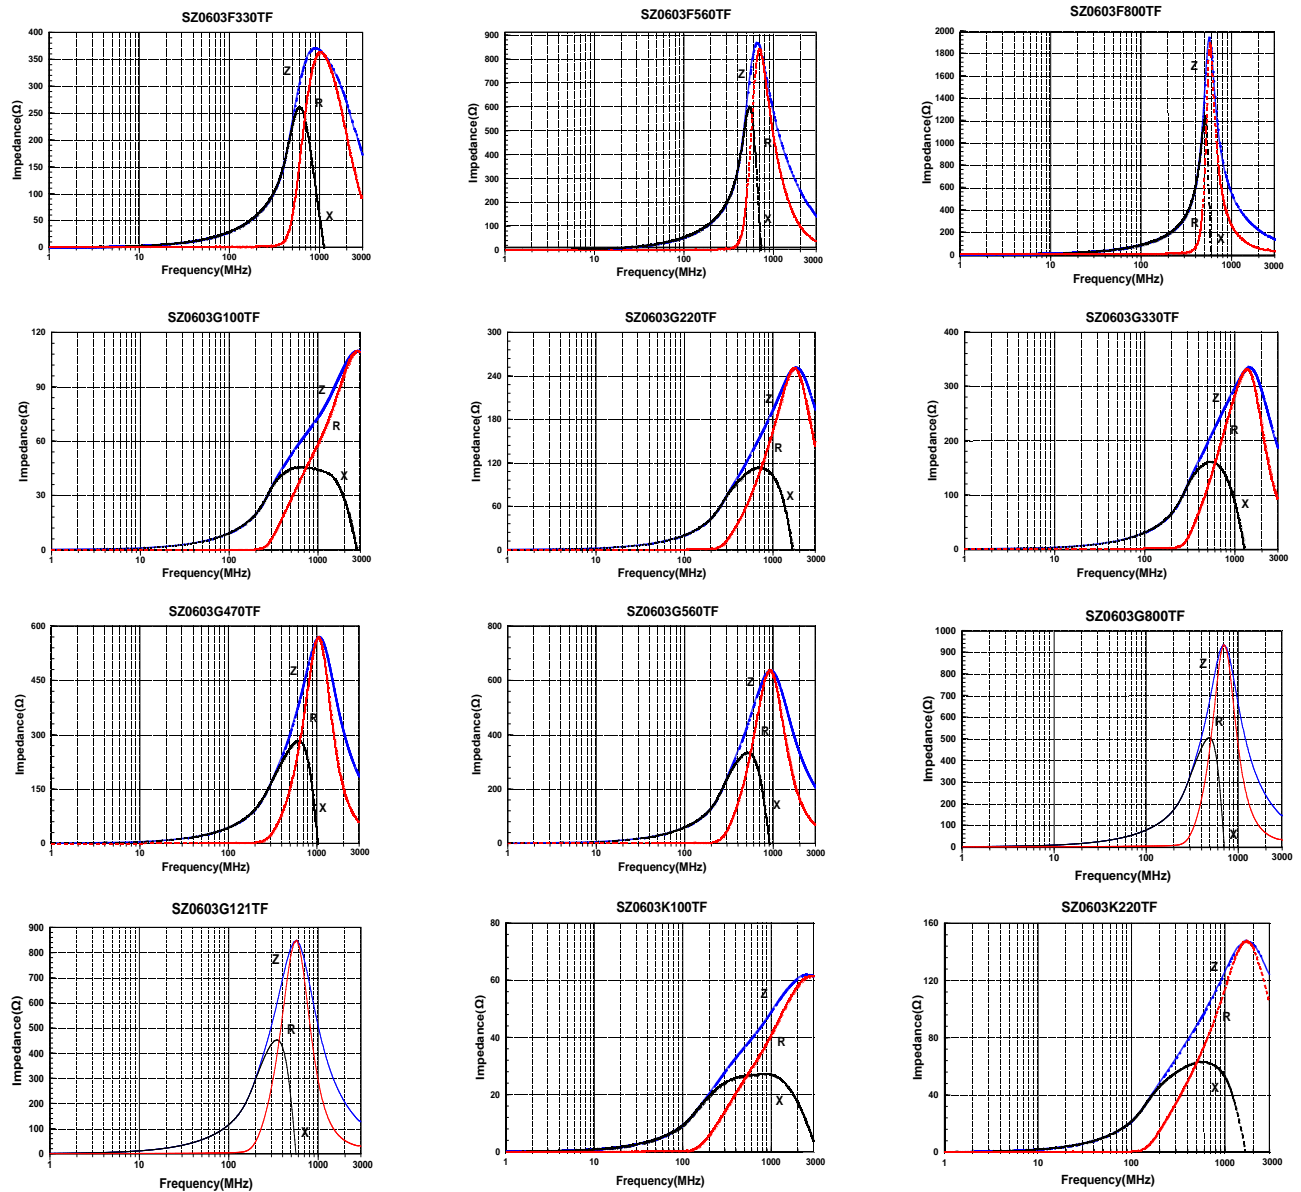 SZ0603F330TF
400
350
300
250
200
150
100
50
0
Impedance(Ω)
Z
R
X
1
10
100
1000
3000
Frequency(MHz)
SZ0603F560TF
900
800
700
600
500
400
300
200
100
0
Impedance(Ω)
Z
R
X
1
10
100
1000
3000
Frequency(MHz)
SZ0603F800TF
2000
1800
1600
1400
1200
1000
800
600
400
200
0
Impedance(Ω)
Z
R
X
1
10
100
1000
3000
Frequency(MHz)
SZ0603G100TF
120
90
60
30
0
Impedance(Ω)
Z
R
X
1
10
100
1000
3000
Frequency(MHz)
SZ0603G220TF
300
240
180
120
60
0
Impedance(Ω)
Z
R
X
1
10
100
1000
3000
Frequency(MHz)
SZ0603G330TF
400
300
200
100
0
Impedance(Ω)
Z
R
X
1
10
100
1000
3000
Frequency(MHz)
SZ0603G470TF
600
450
300
150
0
Impedance(Ω)
Z
R
X
1
10
100
1000
3000
Frequency(MHz)
SZ0603G560TF
800
600
400
200
0
Impedance(Ω)
Z
R
X
1
10
100
1000
3000
Frequency(MHz)
SZ0603G800TF
1000
900
800
700
600
500
400
300
200
100
0
Impedance(Ω)
Z
R
X
1
10
100
1000
3000
Frequency(MHz)
SZ0603G121TF
900
800
700
600
500
400
300
200
100
0
Impedance(Ω)
Z
R
X
1
10
100
1000
3000
Frequency(MHz)
SZ0603K100TF
80
60
40
20
0
Impedance(Ω)
Z
R
X
1
10
100
1000
3000
Frequency(MHz)
SZ0603K220TF
160
120
80
40
0
Impedance(Ω)
Z
R
X
1
10
100
1000
3000
Frequency(MHz)